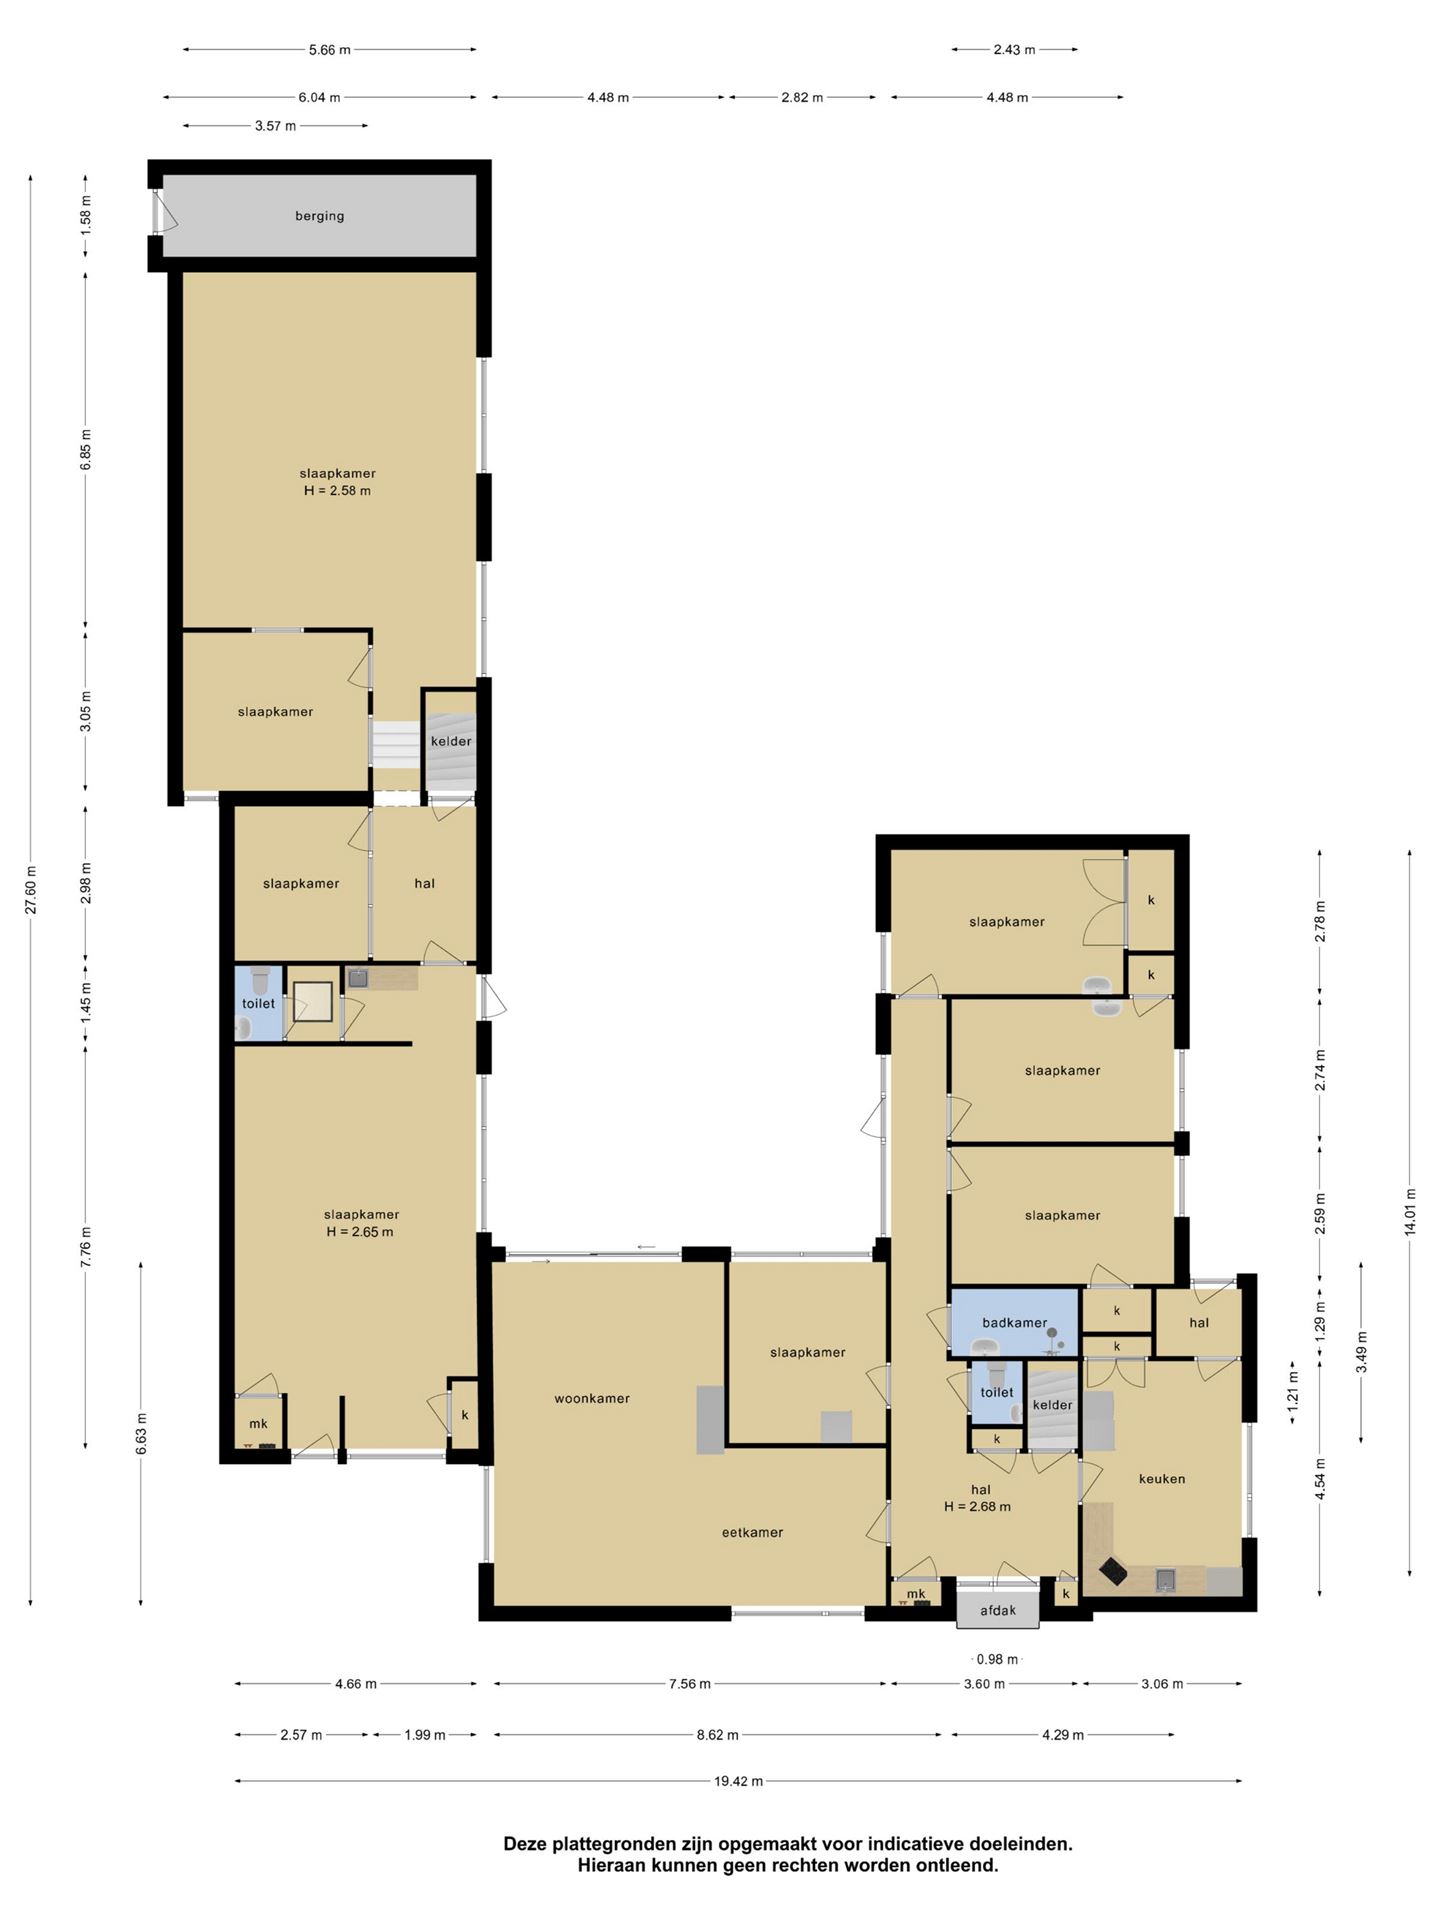 5.66 m
2.43 m
6.04 m
4.48 m
2.82 m
4.48 m
3.57 m
1.58 m
berging
6.85 m
slaapkamer
H = 2.58 m
3.05 m
slaapkamer
kelder
27.60 m
2.98 m
slaapkamer
hal
slaapkamer
k
2.78 m
k
1.45 m
toilet
slaapkamer
2.74 m
14.01 m
7.76 m
slaapkamer
H = 2.65 m
slaapkamer
2.59 m
badkamer
k
hal
1.29 m
k
3.49 m
slaapkamer
woonkamer
toilet
kelder
1.21 m
mk
k
6.63 m
k
keuken
4.54 m
hal
H = 2.68 m
eetkamer
mk
k
afdak
0.98 m
4.66 m
7.56 m
3.60 m
3.06 m
2.57 m
1.99 m
8.62 m
4.29 m
19.42 m
Deze plattegronden zijn opgemaakt voor indicatieve doeleinden.
Hieraan kunnen geen rechten worden ontleend.